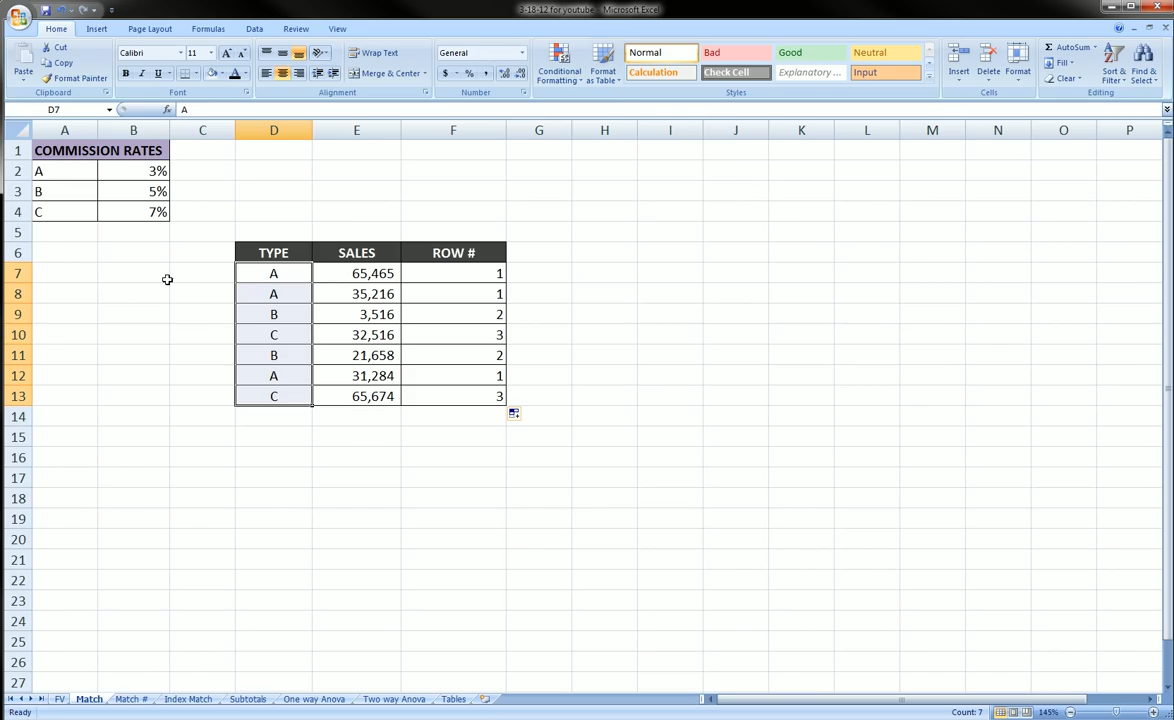 3-18-12 for youtube - Microsoft Excel
Home Insert Page Layout Formulas Data Review View
Paste
Cut
Copy
Format Painter
Clipboard
Calibri 11
B I U A
Font
Wrap Text
Merge & Center
Alignment
General
$ % ,
Number
Conditional Formatting
Format as Table
Normal Bad Good Neutral
Calculation Check Cell Explanatory ... Input
Styles
Insert Delete Format
Cells
Σ AutoSum
Fill
Clear
Sort & Filter
Find & Select
Editing
D7 fx A
A B C D E F G H I J K L M N O P
1 COMMISSION RATES
2 A 3%
3 B 5%
4 C 7%
5
6 TYPE SALES ROW #
7 A 65,465 1
8 A 35,216 1
9 B 3,516 2
10 C 32,516 3
11 B 21,658 2
12 A 31,284 1
13 C 65,674 3
14
15
16
17
18
19
20
21
22
23
24
25
26
27
FV Match Match # Index Match Subtotals One way Anova Two way Anova Tables
Ready Count: 7 145%